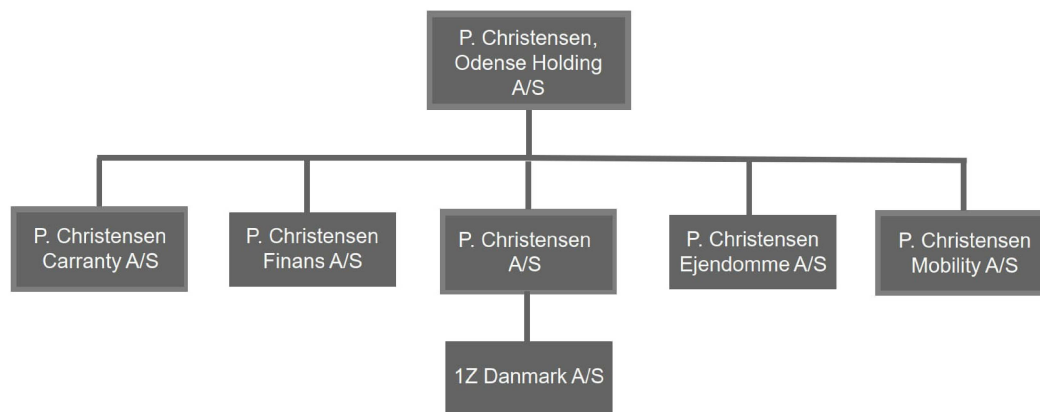 P. Christensen,
Odense Holding
A/S
P. Christensen
Carranty A/S
P. Christensen
Finans A/S
P. Christensen
A/S
P. Christensen
Ejendomme A/S
P. Christensen
Mobility A/S
1Z Danmark A/S